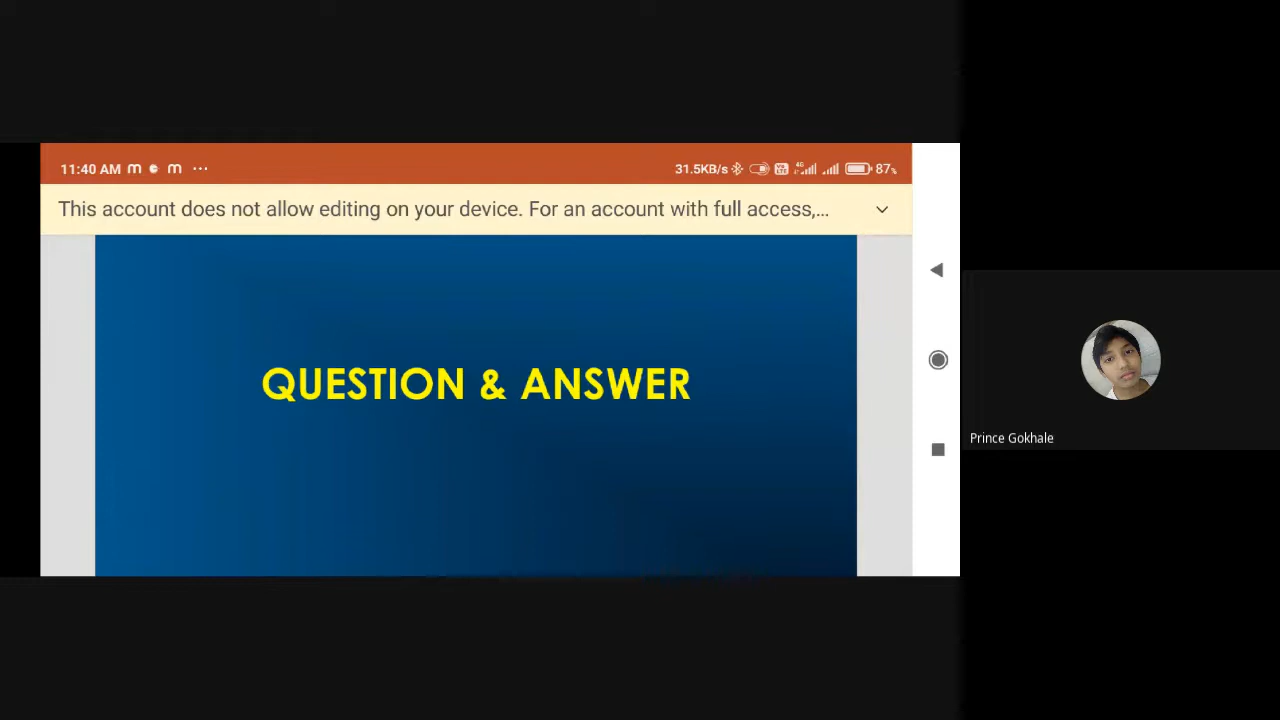 11:40 AM
31.5KB/s 4G 87%
This account does not allow editing on your device. For an account with full access,...
QUESTION & ANSWER
Prince Gokhale